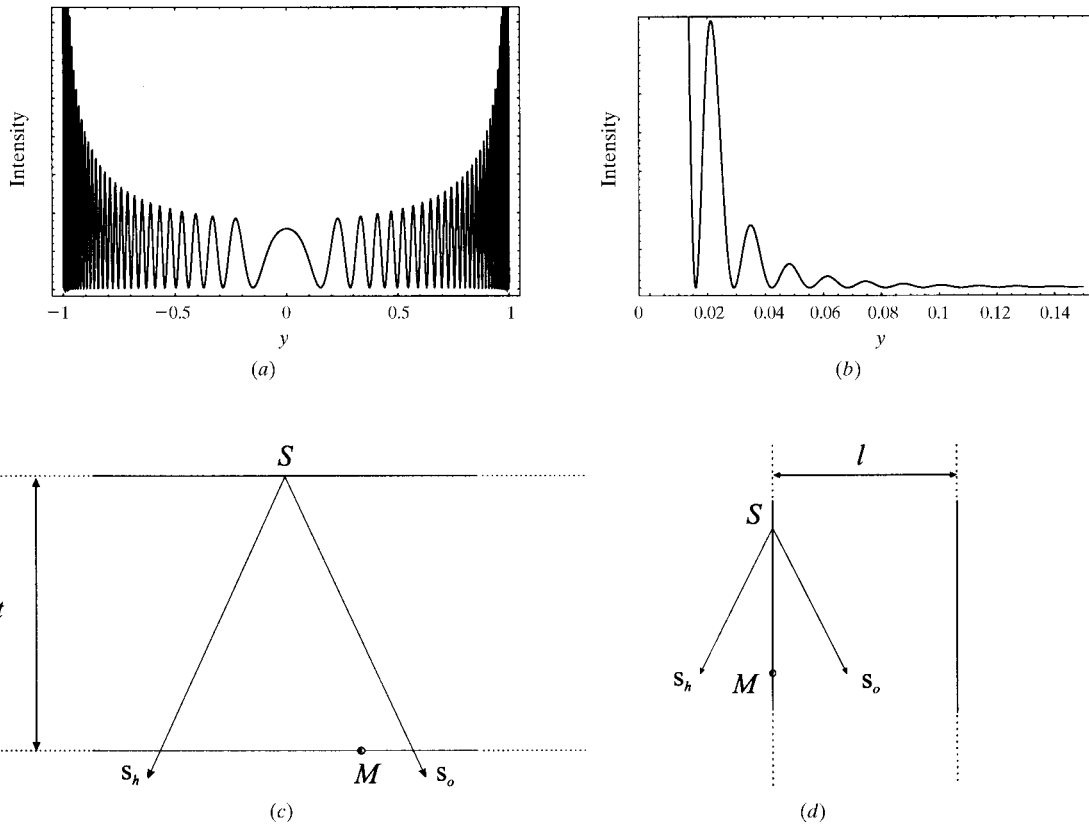 Intensity
−1
−0.5
0
0.5
1
y
(a)
Intensity
0
0.02
0.04
0.06
0.08
0.1
0.12
0.14
y
(b)
S
t
s_h
M
s_o
(c)
l
S
s_h
M
s_o
(d)